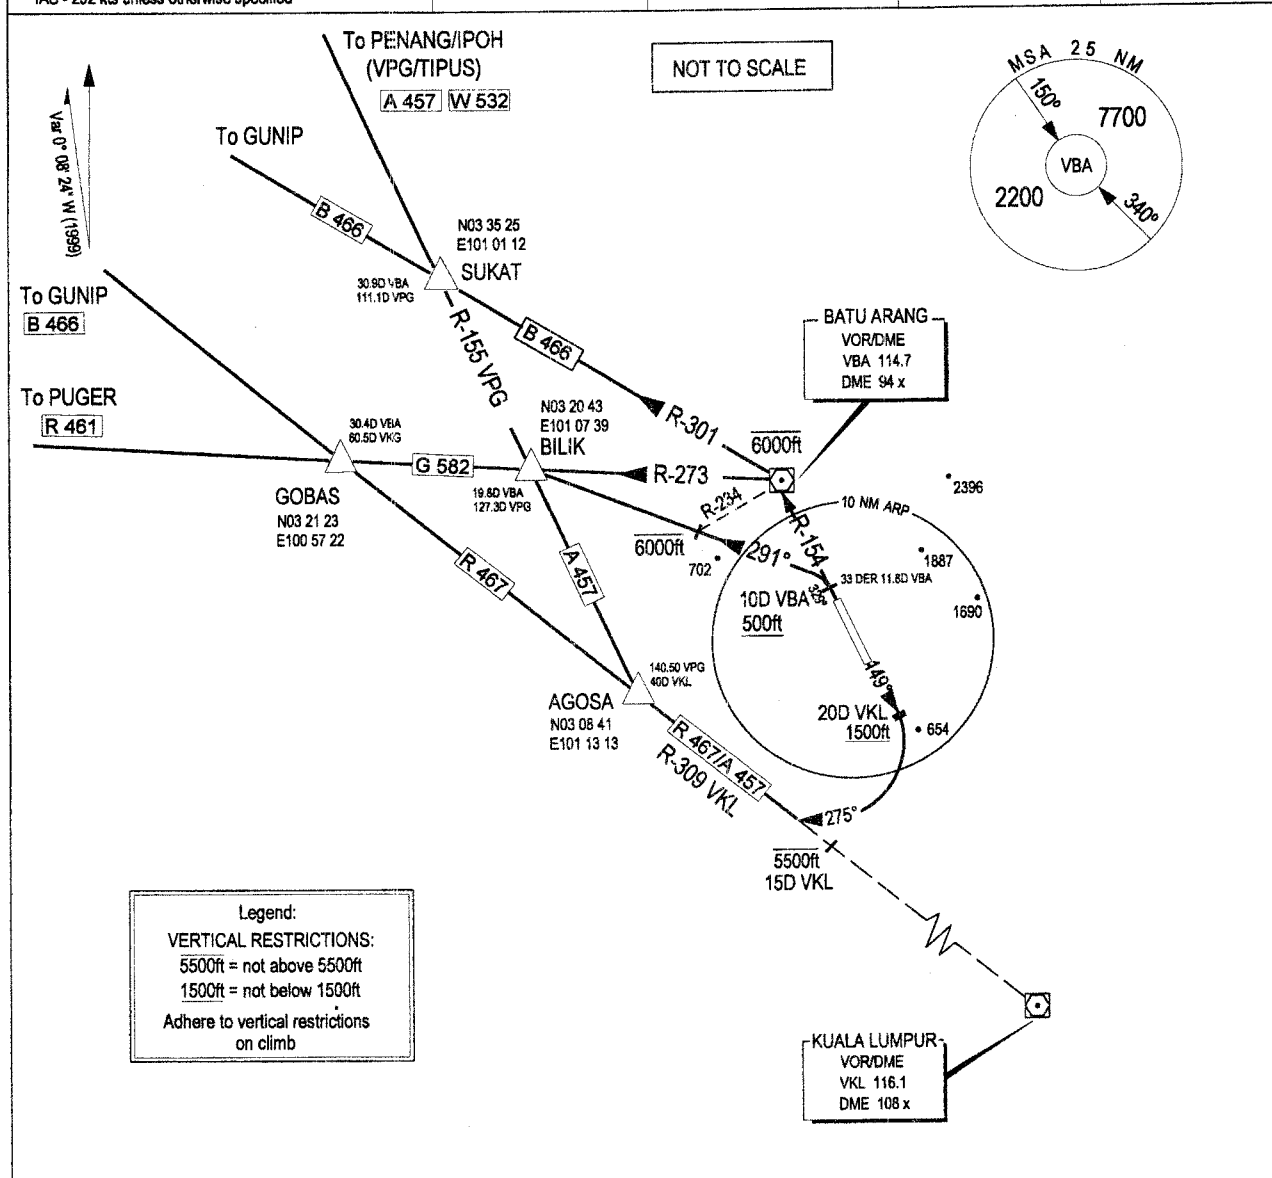 IAS - 252 kts unless otherwise specified
To PENANG/IPOH
(VPG/TIPUS)
A 457 W 532
NOT TO SCALE
MSA 25 NM
150°
7700
VBA
2200
340°
Var 0° 08' 24" W (1999)
To GUNIP
B 466
N03 35 25
E101 01 12
SUKAT
30.9D VBA
111.1D VPG
To GUNIP
B 466
R-155 VPG
B 466
R-301
BATU ARANG
VOR/DME
VBA 114.7
DME 94 x
To PUGER
R 461
30.4D VBA
60.5D VKG
G 582
N03 20 43
E101 07 39
BILIK
19.8D VBA
127.3D VPG
R-273
6000ft
R-234
6000ft
GOBAS
N03 21 23
E100 57 22
2396
10 NM ARP
R-154
291°
702
1887
33 DER 11.8D VBA
1690
10D VBA
500ft
R 467
A 457
149°
20D VKL
1500ft
654
140.50 VPG
40D VKL
AGOSA
N03 08 41
E101 13 13
R 467/A 457
R-309 VKL
275°
5500ft
15D VKL
Legend:
VERTICAL RESTRICTIONS:
5500ft = not above 5500ft
1500ft = not below 1500ft
Adhere to vertical restrictions
on climb
KUALA LUMPUR
VOR/DME
VKL 116.1
DME 108 x